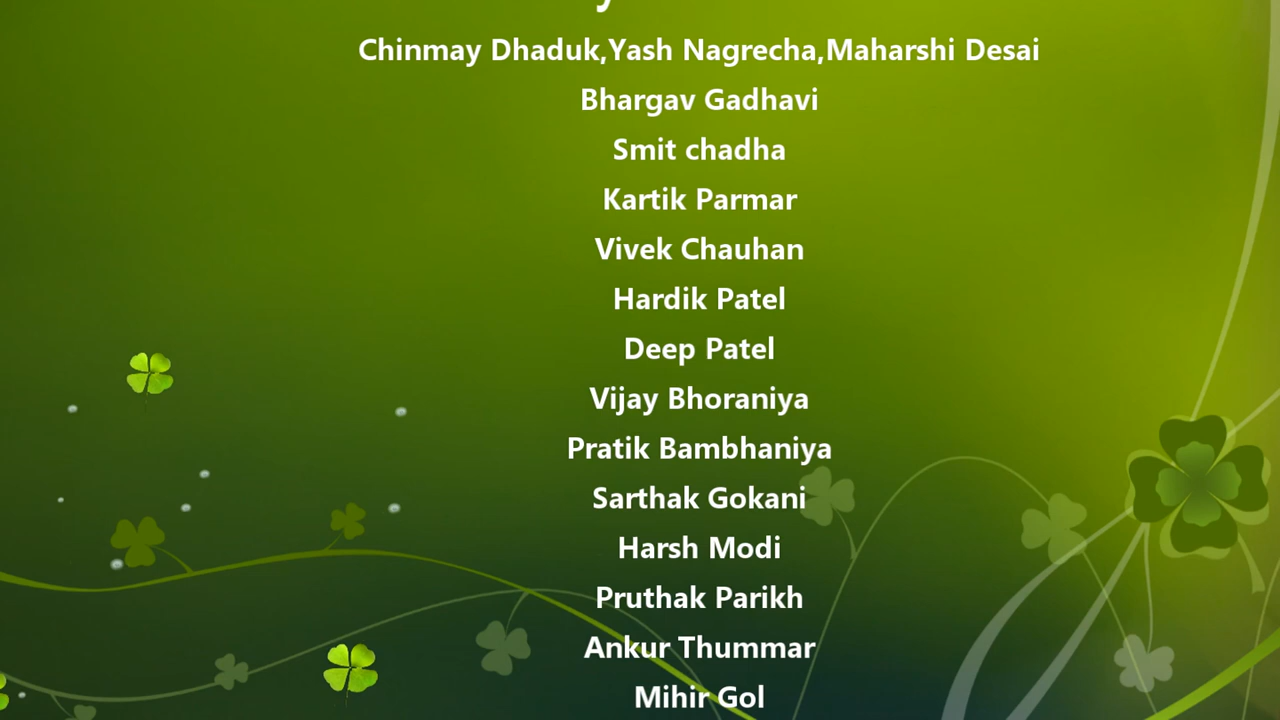 Chinmay Dhaduk,Yash Nagrecha,Maharshi Desai
Bhargav Gadhavi
Smit chadha
Kartik Parmar
Vivek Chauhan
Hardik Patel
Deep Patel
Vijay Bhoraniya
Pratik Bambhaniya
Sarthak Gokani
Harsh Modi
Pruthak Parikh
Ankur Thummar
Mihir Gol